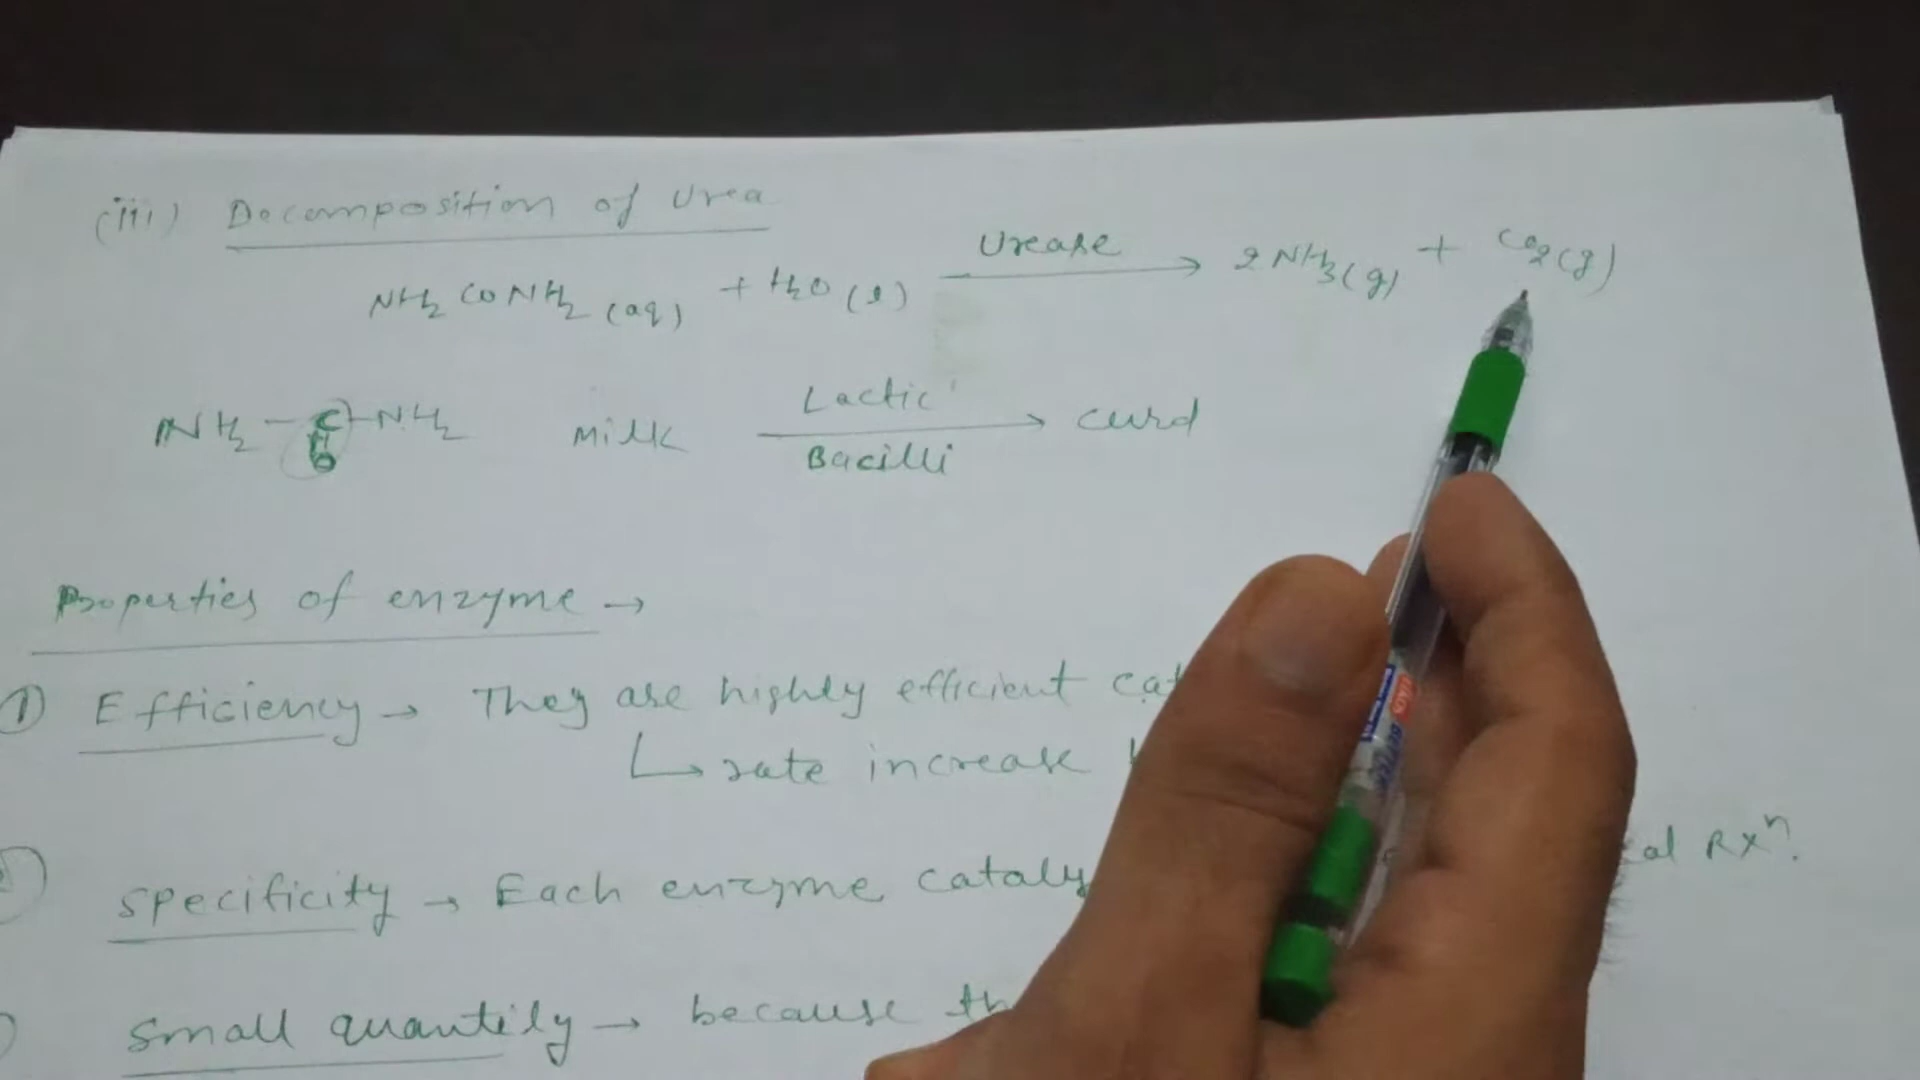 (iii) Decomposition of Urea
NH₂CONH₂ (aq) + H₂O (l) Urease → 2NH₃(g) + CO₂(g)
NH₂ - C - NH₂ Milk Lactic Bacilli → curd
O
Properties of enzyme →
① Efficiency → They are highly efficient
↳ rate increase
Specificity → Each enzyme cataly al Rxⁿ.
Small quantity → because th